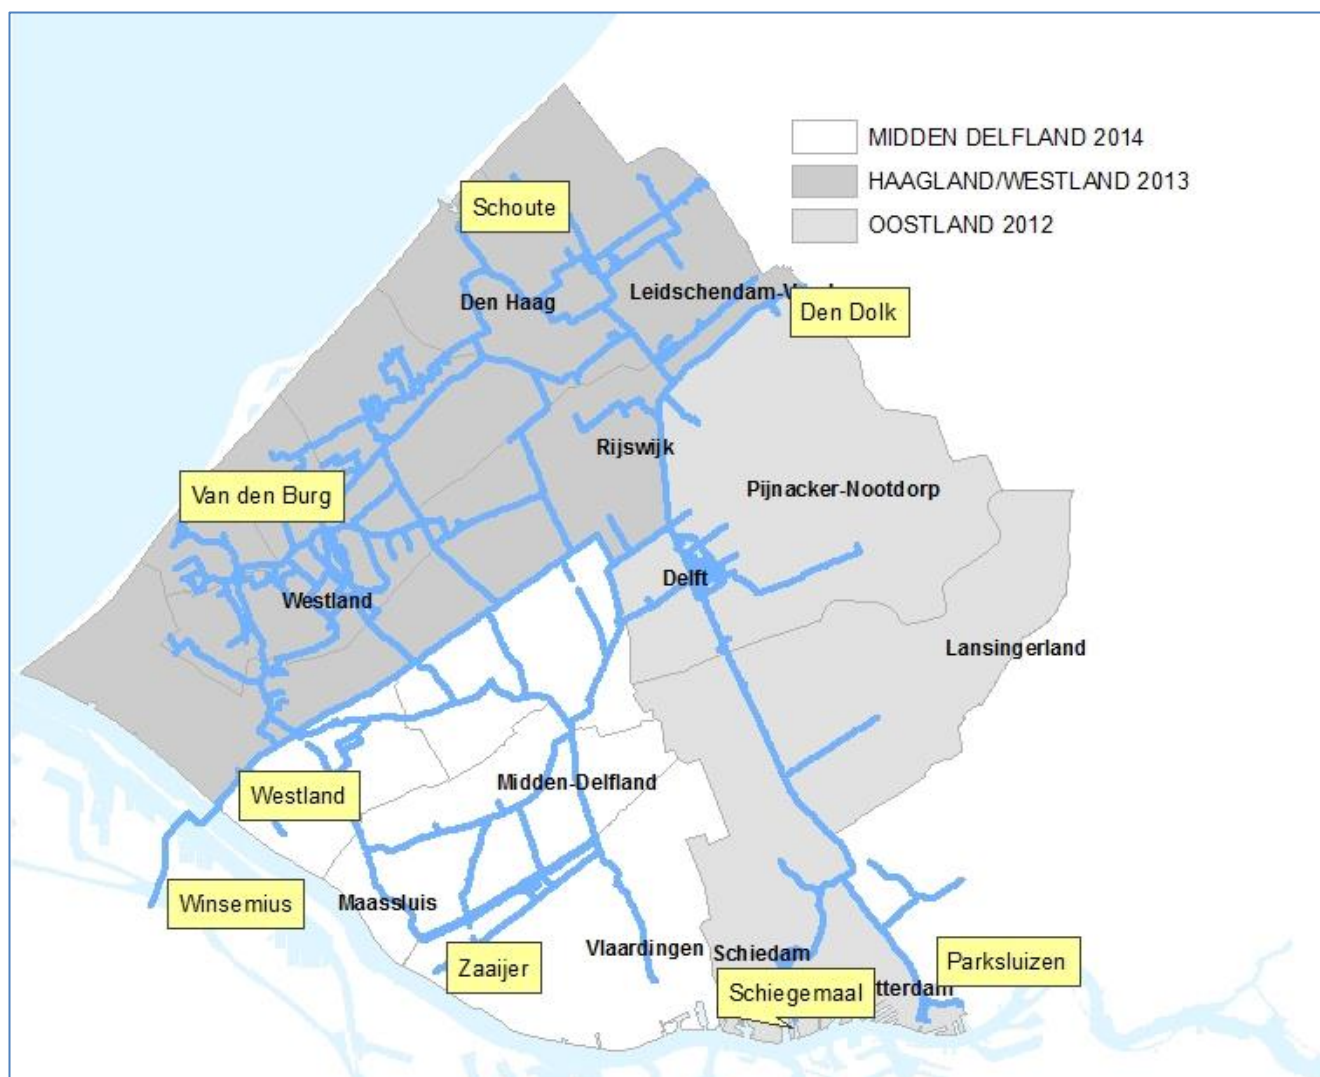 MIDDEN DELFLAND 2014
HAAGLAND/WESTLAND 2013
OOSTLAND 2012
Schoute
Den Haag
Leidschendam-V
Den Dolk
Rijswijk
Van den Burg
Pijnacker-Nootdorp
Delft
Westland
Lansingerland
Westland
Midden-Delfland
Winsemius
Maassluis
Zaaijer
Vlaardingen
Schiedam
Parksluizen
Schiegemaal
tterdam